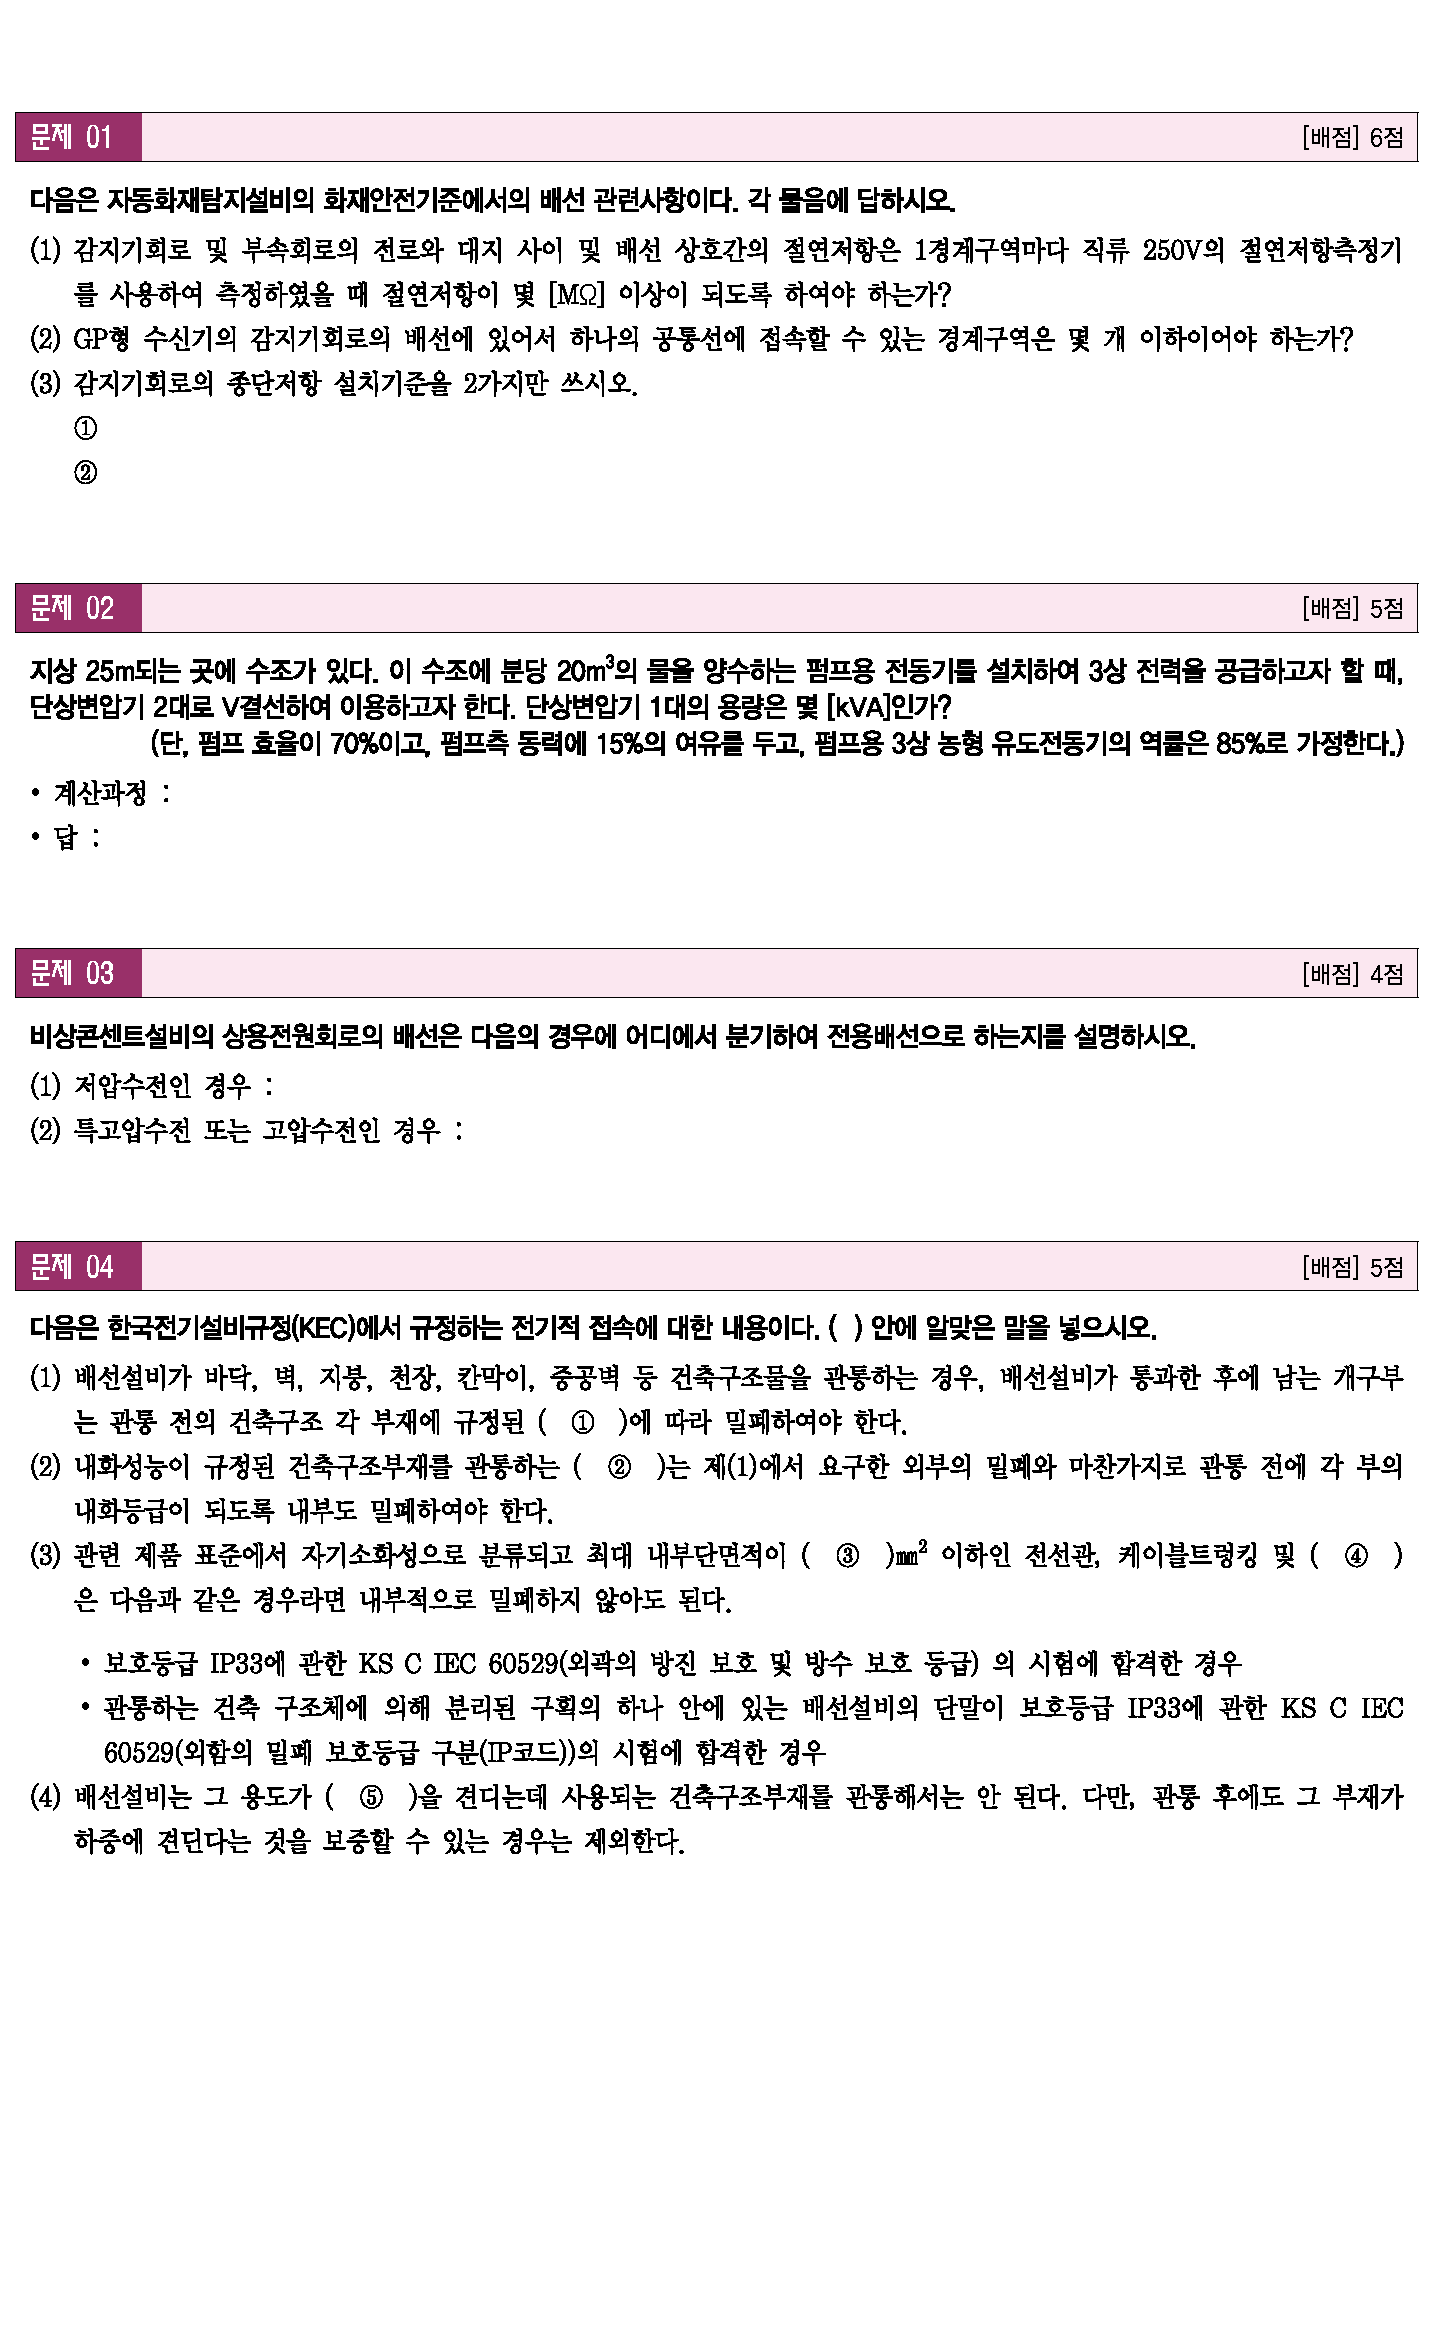 문제 01
[배점] 6점
다음은 자동화재탐지설비의 화재안전기준에서의 배선 관련사항이다. 각 물음에 답하시오.
(1) 감지기회로 및 부속회로의 전로와 대지 사이 및 배선 상호간의 절연저항은 1경계구역마다 직류 250V의 절연저항측정기
를 사용하여 측정하였을 때 절연저항이 몇 [MΩ] 이상이 되도록 하여야 하는가?
(2) GP형 수신기의 감지기회로의 배선에 있어서 하나의 공통선에 접속할 수 있는 경계구역은 몇 개 이하이어야 하는가?
(3) 감지기회로의 종단저항 설치기준을 2가지만 쓰시오.
①
②
문제 02
[배점] 5점
지상 25m되는 곳에 수조가 있다. 이 수조에 분당 20m³의 물을 양수하는 펌프용 전동기를 설치하여 3상 전력을 공급하고자 할 때,
단상변압기 2대로 V결선하여 이용하고자 한다. 단상변압기 1대의 용량은 몇 [kVA]인가?
(단, 펌프 효율이 70%이고, 펌프측 동력에 15%의 여유를 두고, 펌프용 3상 농형 유도전동기의 역률은 85%로 가정한다.)
• 계산과정 :
• 답 :
문제 03
[배점] 4점
비상콘센트설비의 상용전원회로의 배선은 다음의 경우에 어디에서 분기하여 전용배선으로 하는지를 설명하시오.
(1) 저압수전인 경우 :
(2) 특고압수전 또는 고압수전인 경우 :
문제 04
[배점] 5점
다음은 한국전기설비규정(KEC)에서 규정하는 전기적 접속에 대한 내용이다. (  ) 안에 알맞은 말을 넣으시오.
(1) 배선설비가 바닥, 벽, 지붕, 천장, 칸막이, 중공벽 등 건축구조물을 관통하는 경우, 배선설비가 통과한 후에 남는 개구부
는 관통 전의 건축구조 각 부재에 규정된 (  ①  )에 따라 밀폐하여야 한다.
(2) 내화성능이 규정된 건축구조부재를 관통하는 (  ②  )는 제(1)에서 요구한 외부의 밀폐와 마찬가지로 관통 전에 각 부의
내화등급이 되도록 내부도 밀폐하여야 한다.
(3) 관련 제품 표준에서 자기소화성으로 분류되고 최대 내부단면적이 (  ③  )㎜² 이하인 전선관, 케이블트렁킹 및 (  ④  )
은 다음과 같은 경우라면 내부적으로 밀폐하지 않아도 된다.
• 보호등급 IP33에 관한 KS C IEC 60529(외곽의 방진 보호 및 방수 보호 등급) 의 시험에 합격한 경우
• 관통하는 건축 구조체에 의해 분리된 구획의 하나 안에 있는 배선설비의 단말이 보호등급 IP33에 관한 KS C IEC
60529(외함의 밀폐 보호등급 구분(IP코드))의 시험에 합격한 경우
(4) 배선설비는 그 용도가 (  ⑤  )을 견디는데 사용되는 건축구조부재를 관통해서는 안 된다. 다만, 관통 후에도 그 부재가
하중에 견딘다는 것을 보증할 수 있는 경우는 제외한다.